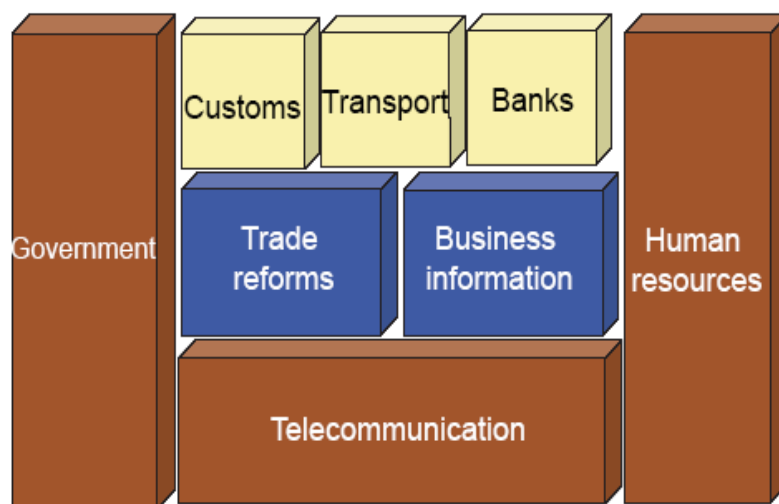 Customs
Transport
Banks
Government
Trade
reforms
Business
information
Human
resources
Telecommunication